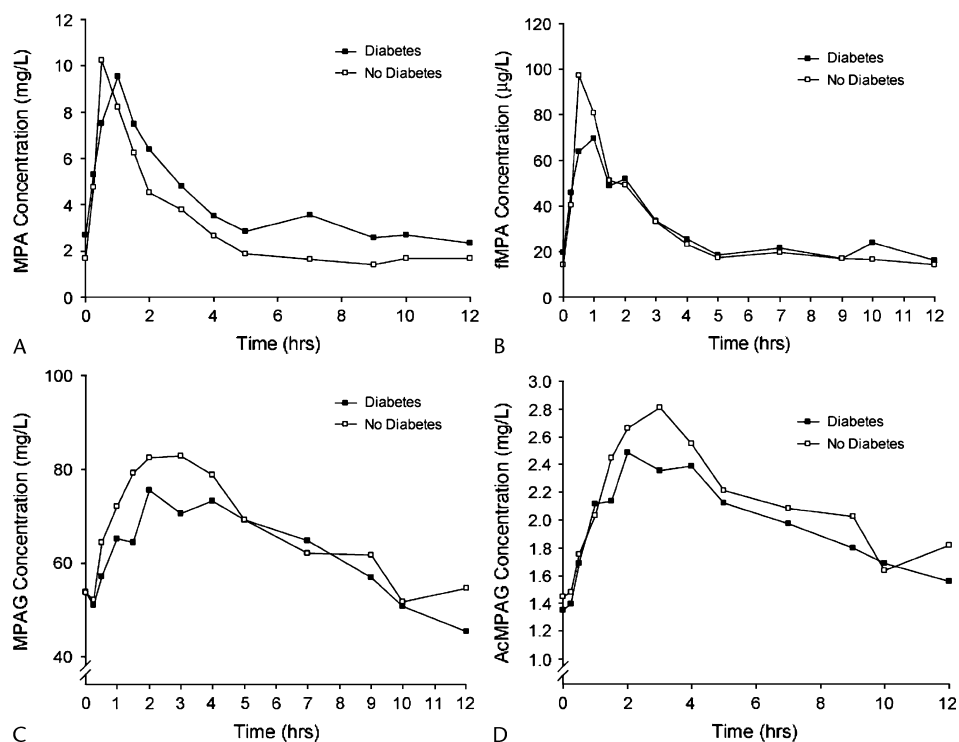 12
10
8
6
4
2
0
MPA Concentration (mg/L)
Diabetes
No Diabetes
0 2 4 6 8 10 12
Time (hrs)
A
120
100
80
60
40
20
0
fMPA Concentration (µg/L)
Diabetes
No Diabetes
0 1 2 3 4 5 6 7 8 9 10 11 12
Time (hrs)
B
100
80
60
40
MPAG Concentration (mg/L)
Diabetes
No Diabetes
0 1 2 3 4 5 6 7 8 9 10 11 12
Time (hrs)
C
3.0
2.8
2.6
2.4
2.2
2.0
1.8
1.6
1.4
1.2
1.0
AcMPAG Concentration (mg/L)
Diabetes
No Diabetes
0 2 4 6 8 10 12
Time (hrs)
D